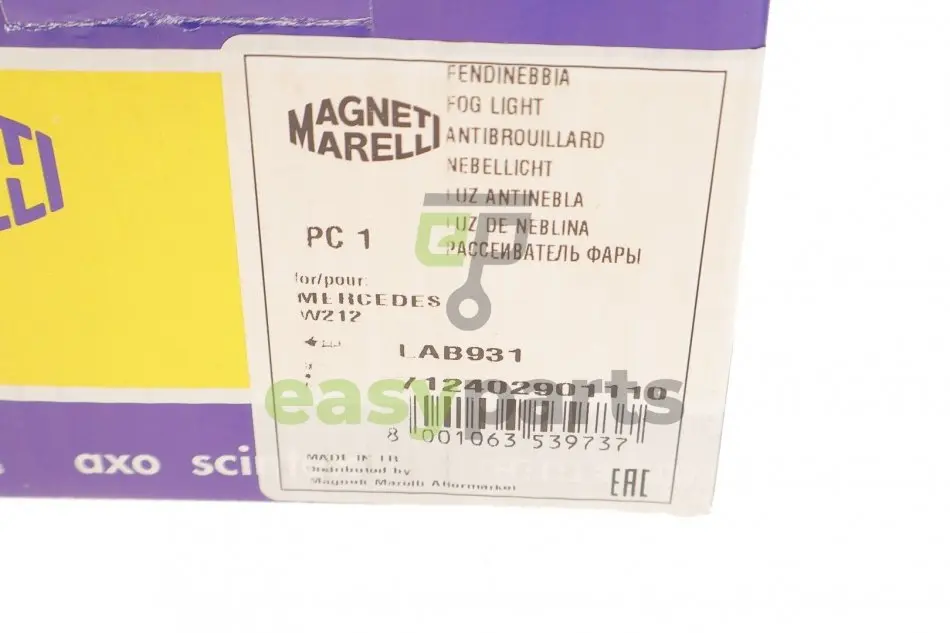 MAGNETI
MARELLI
FENDINEBBIA
FOG LIGHT
ANTIBROUILLARD
NEBELLICHT
LUZ ANTINEBLA
LUZ DE NEBLINA
РАССЕИВАТЕЛЬ ФАРЫ
PC 1
for/pour:
MERCEDES
W212
LAB931
712402901110
easyparts
8 001063 539737
MADE IN TR
Distributed by
Magneti Marelli Aftermarket
EAC
axo scin